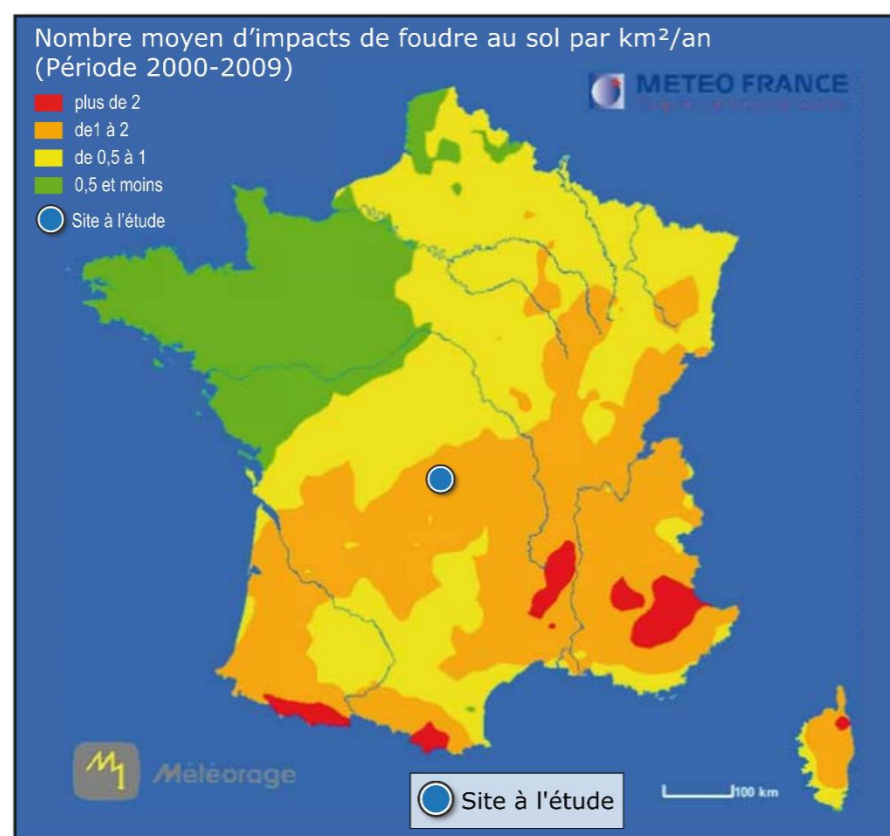 Nombre moyen d’impacts de foudre au sol par km²/an
(Période 2000-2009)
METEO FRANCE
plus de 2
de1 à 2
de 0,5 à 1
0,5 et moins
Site à l’étude
Météorage
Site à l'étude
100 km